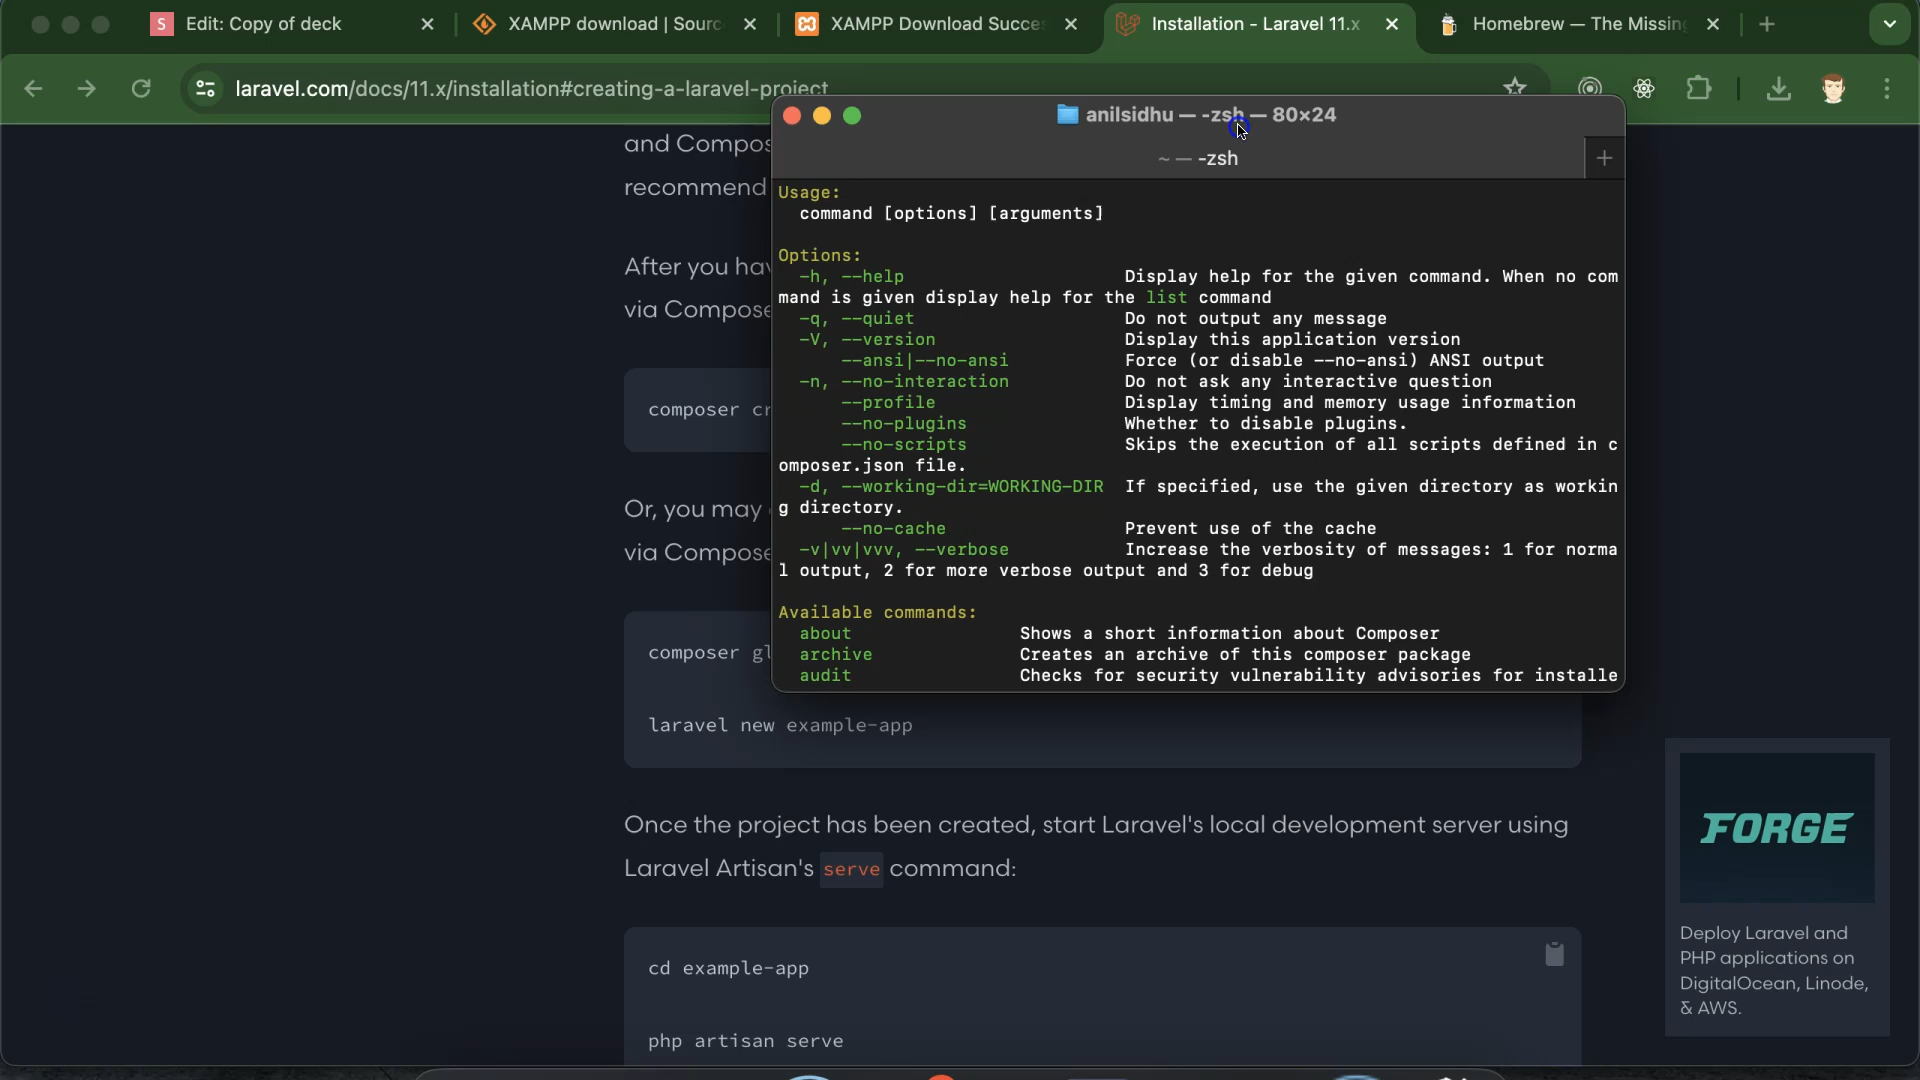 S Edit: Copy of deck
XAMPP download | Sourc
XAMPP Download Succes
Installation - Laravel 11.x
Homebrew — The Missing
laravel.com/docs/11.x/installation#creating-a-laravel-project
anilsidhu — -zsh — 80×24
~ — -zsh
and Compos
recommend
After you hav
via Compose
composer cr
Or, you may
via Compose
composer gl
laravel new example-app
Usage:
command [options] [arguments]
Options:
-h, --help Display help for the given command. When no com
mand is given display help for the list command
-q, --quiet Do not output any message
-V, --version Display this application version
--ansi|--no-ansi Force (or disable --no-ansi) ANSI output
-n, --no-interaction Do not ask any interactive question
--profile Display timing and memory usage information
--no-plugins Whether to disable plugins.
--no-scripts Skips the execution of all scripts defined in c
omposer.json file.
-d, --working-dir=WORKING-DIR If specified, use the given directory as workin
g directory.
--no-cache Prevent use of the cache
-v|vv|vvv, --verbose Increase the verbosity of messages: 1 for norma
l output, 2 for more verbose output and 3 for debug
Available commands:
about Shows a short information about Composer
archive Creates an archive of this composer package
audit Checks for security vulnerability advisories for installe
Once the project has been created, start Laravel's local development server using
Laravel Artisan's serve command:
cd example-app
php artisan serve
FORGE
Deploy Laravel and
PHP applications on
DigitalOcean, Linode,
& AWS.